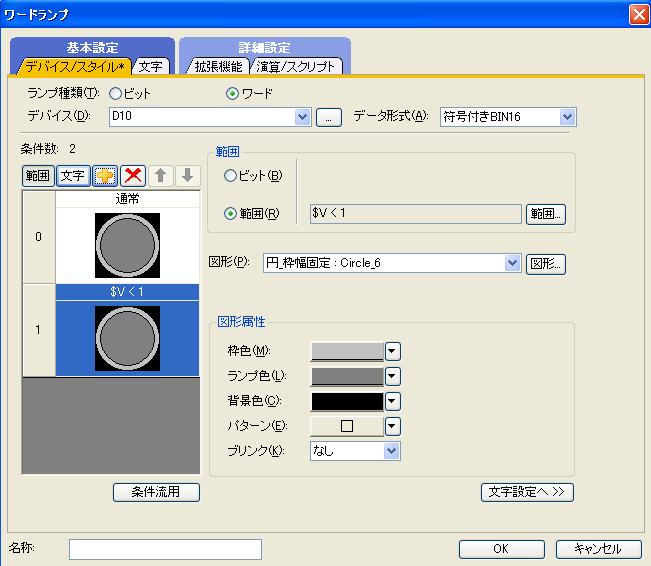 ワードランプ
基本設定
詳細設定
デバイス/スタイル*
文字
拡張機能
演算/スクリプト
ランプ種類(T):
ビット
ワード
デバイス(D):
D10
...
データ形式(A):
符号付きBIN16
条件数: 2
範囲
文字
通常
0
$V<1
1
条件流用
範囲
ビット(B)
範囲(R)
$V<1
範囲...
図形(P):
円_枠幅固定 : Circle_6
図形...
図形属性
枠色(M):
ランプ色(L):
背景色(C):
パターン(E):
ブリンク(K):
なし
文字設定へ >>
名称:
OK
キャンセル